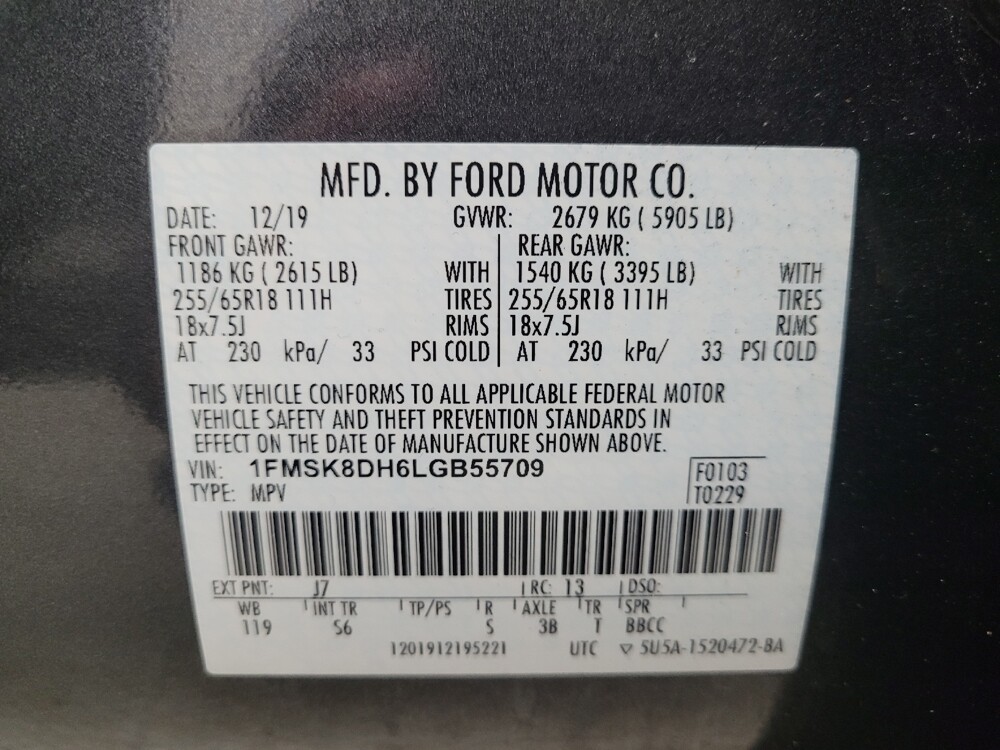 MFD. BY FORD MOTOR CO.
DATE: 12/19 GVWR: 2679 KG ( 5905 LB)
FRONT GAWR: REAR GAWR:
1186 KG ( 2615 LB) WITH 1540 KG ( 3395 LB) WITH
255/65R18 111H TIRES 255/65R18 111H TIRES
18x7.5J RIMS 18x7.5J RIMS
AT 230 kPa/ 33 PSI COLD AT 230 kPa/ 33 PSI COLD
THIS VEHICLE CONFORMS TO ALL APPLICABLE FEDERAL MOTOR
VEHICLE SAFETY AND THEFT PREVENTION STANDARDS IN
EFFECT ON THE DATE OF MANUFACTURE SHOWN ABOVE.
VIN: 1FMSK8DH6LGB55709 F0103
TYPE: MPV T0229
EXT PNT: J7 RC: 13 DSO:
WB INT TR TP/PS R AXLE TR SPR
119 S6 S 3B T BBCC
1201912195221 UTC ▽ 5U5A-1520472-BA